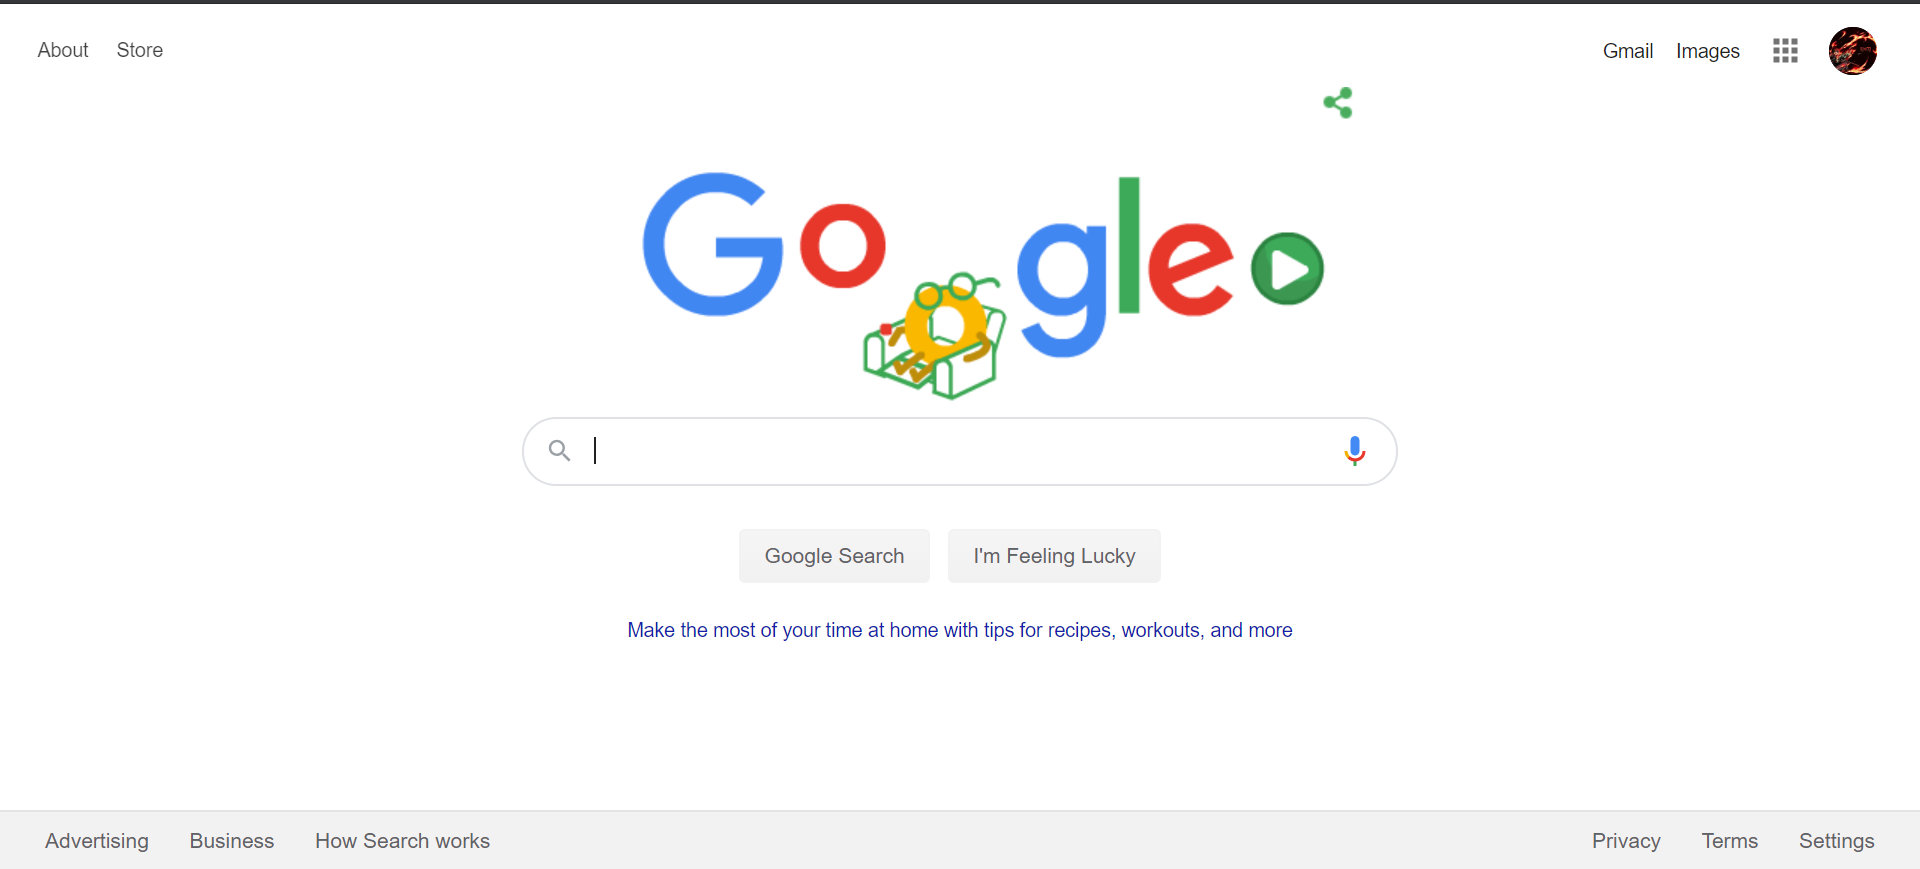 About Store
Gmail Images
Google
Google Search I'm Feeling Lucky
Make the most of your time at home with tips for recipes, workouts, and more
Advertising Business How Search works
Privacy Terms Settings